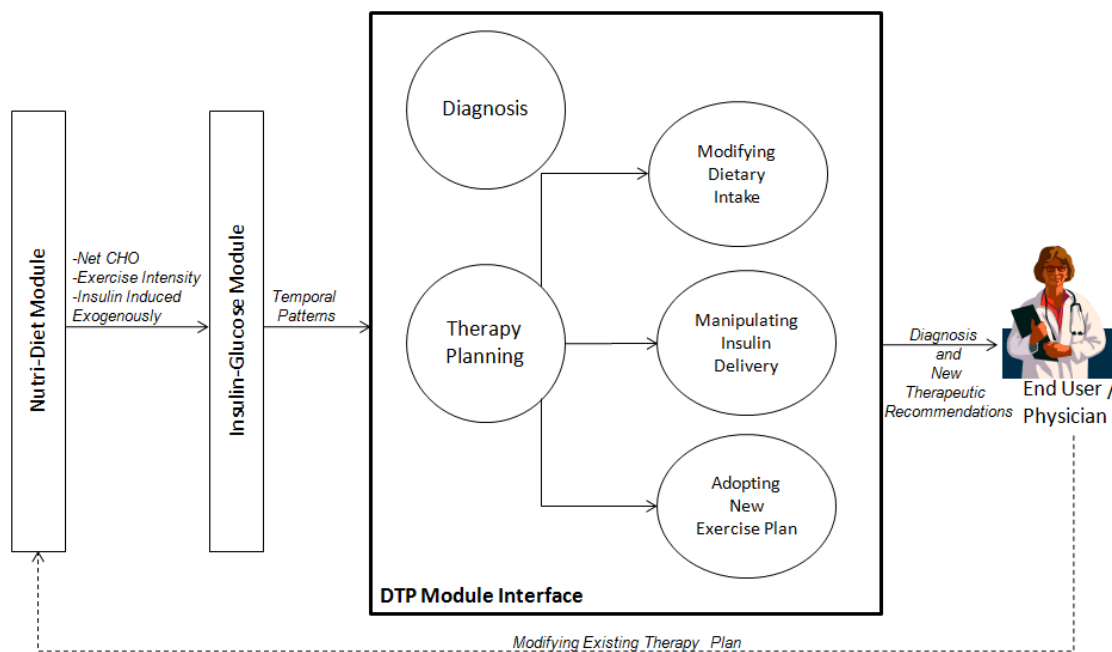 Nutri-Diet Module
-Net CHO
-Exercise Intensity
-Insulin Induced
Exogenously
Insulin-Glucose Module
Temporal
Patterns
Diagnosis
Therapy
Planning
Modifying
Dietary
Intake
Manipulating
Insulin
Delivery
Adopting
New
Exercise Plan
DTP Module Interface
Diagnosis
and
New
Therapeutic
Recommendations
End User /
Physician
Modifying Existing Therapy Plan